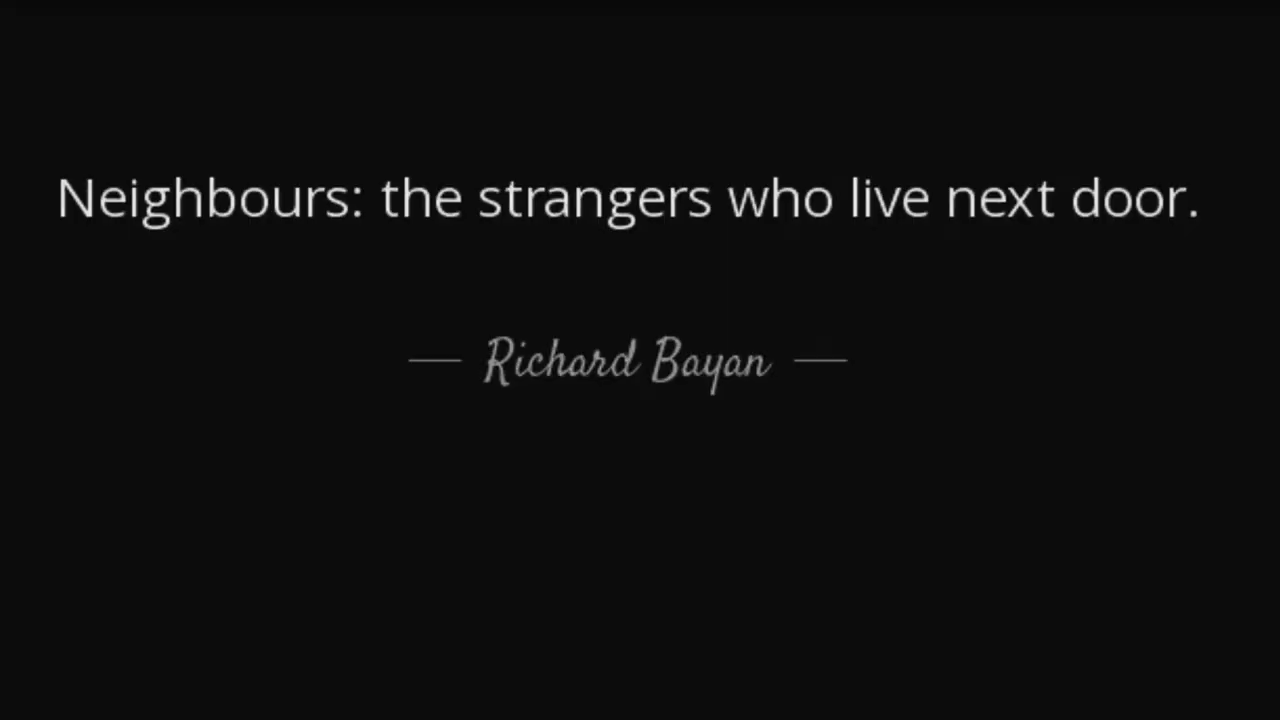 Neighbours: the strangers who live next door.
— Richard Bayan —